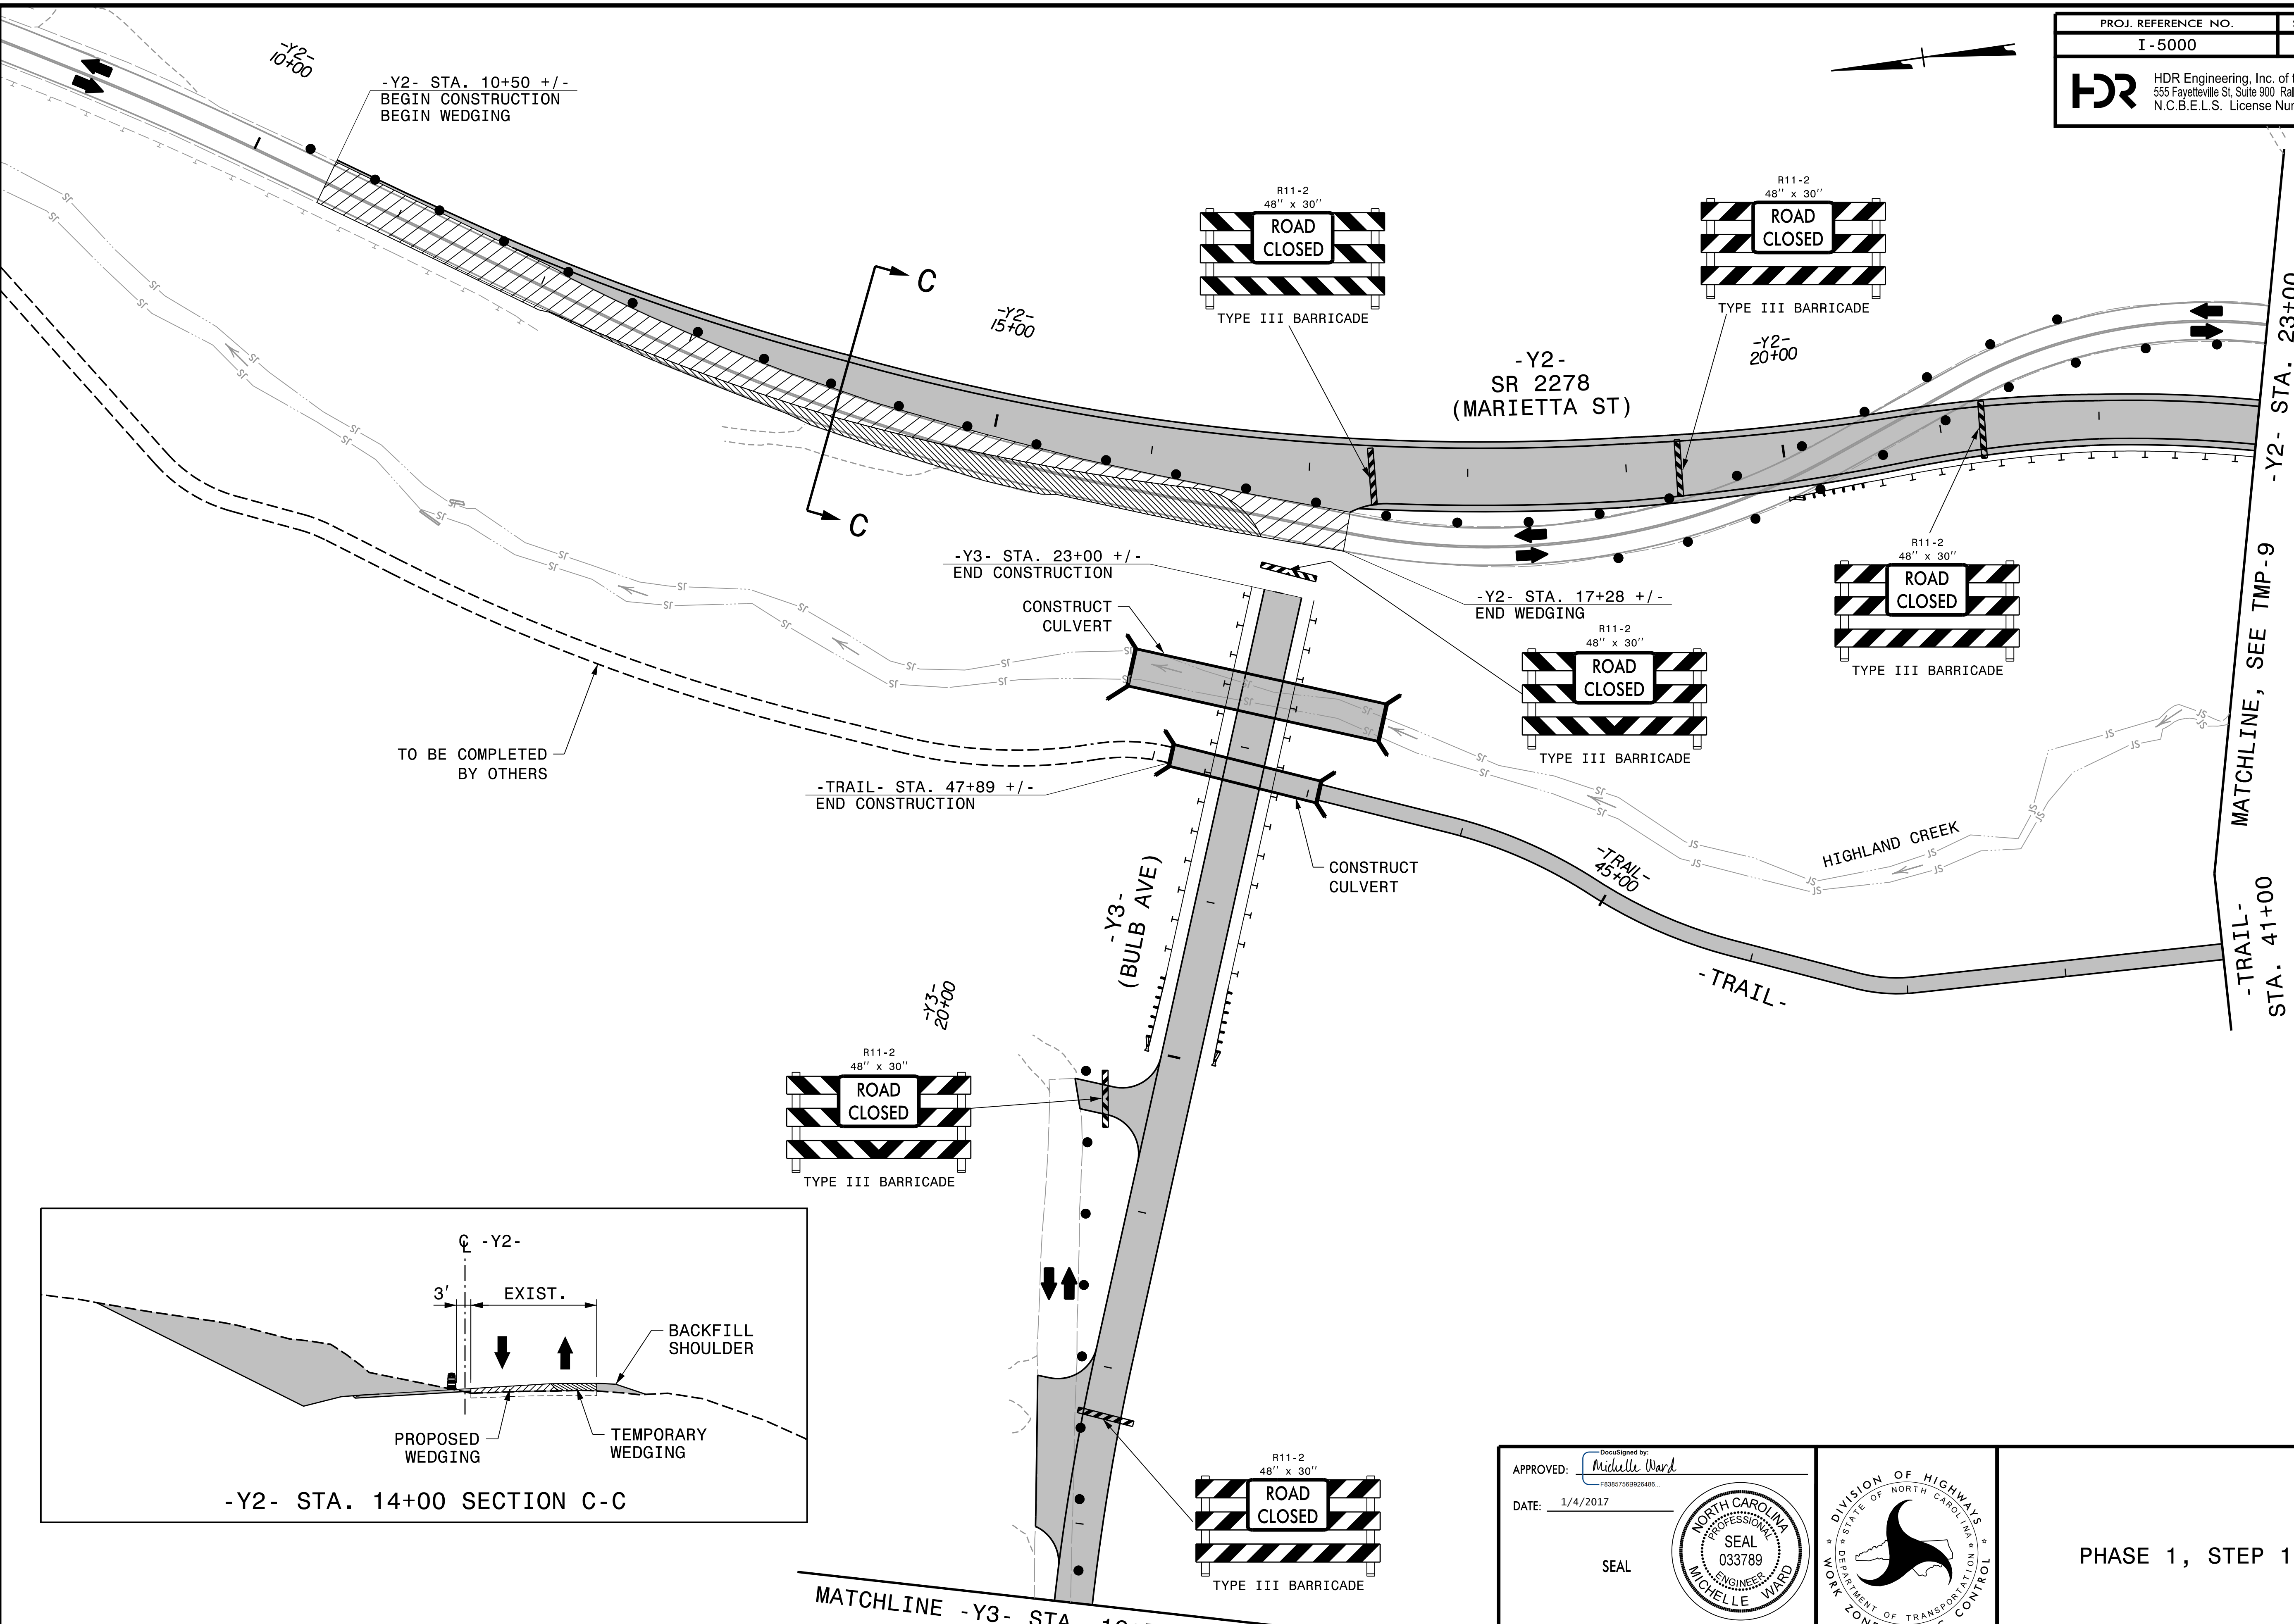 PROJ. REFERENCE NO.
I-5000
HDR
HDR Engineering, Inc. of
555 Fayetteville St, Suite 900
N.C.B.E.L.S. License
-Y2-
10+00
-Y2- STA. 10+50 +/-
BEGIN CONSTRUCTION
BEGIN WEDGING
R11-2
48'' x 30''
ROAD
CLOSED
TYPE III BARRICADE
R11-2
48'' x 30''
ROAD
CLOSED
TYPE III BARRICADE
C
C
-Y2-
15+00
-Y2-
SR 2278
(MARIETTA ST)
-Y2-
20+00
-Y2- STA. 23+00
MATCHLINE, SEE TMP-9
-Y3- STA. 23+00 +/-
END CONSTRUCTION
CONSTRUCT
CULVERT
-Y2- STA. 17+28 +/-
END WEDGING
R11-2
48'' x 30''
ROAD
CLOSED
TYPE III BARRICADE
R11-2
48'' x 30''
ROAD
CLOSED
TYPE III BARRICADE
TO BE COMPLETED
BY OTHERS
-TRAIL- STA. 47+89 +/-
END CONSTRUCTION
CONSTRUCT
CULVERT
HIGHLAND CREEK
-TRAIL-
45+00
-TRAIL-
-TRAIL-
STA. 41+00
-Y3-
(BULB AVE)
-Y3-
20+00
R11-2
48'' x 30''
ROAD
CLOSED
TYPE III BARRICADE
R11-2
48'' x 30''
ROAD
CLOSED
TYPE III BARRICADE
MATCHLINE -Y3- STA.
℄ -Y2-
3'
EXIST.
BACKFILL
SHOULDER
PROPOSED
WEDGING
TEMPORARY
WEDGING
-Y2- STA. 14+00 SECTION C-C
APPROVED:
DocuSigned by:
Michelle Ward
F8385756B926486...
DATE: 1/4/2017
SEAL
NORTH CAROLINA
PROFESSIONAL
SEAL
033789
ENGINEER
MICHELLE WARD
DIVISION OF HIGHWAYS
STATE OF NORTH CAROLINA
DEPARTMENT OF TRANSPORTATION
WORK CONTROL
PHASE 1, STEP 1